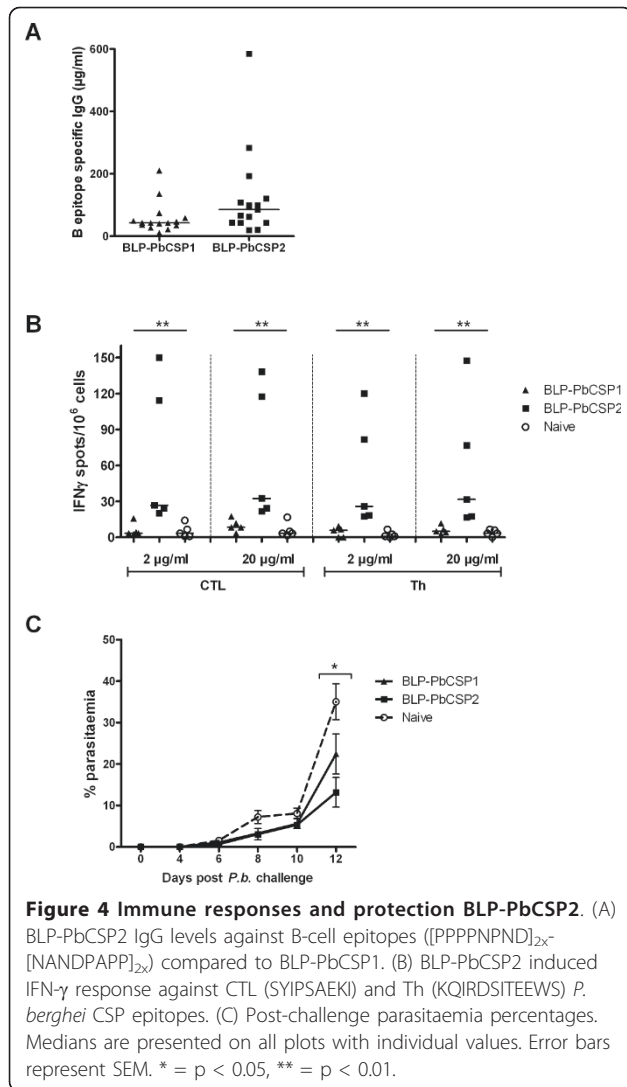 A
B epitope specific IgG (µg/ml)
600
400
200
0
BLP-PbCSP1 BLP-PbCSP2
B
** ** ** **
IFNγ spots/10⁶ cells
150
120
90
60
30
0
BLP-PbCSP1
BLP-PbCSP2
Naive
2 µg/ml 20 µg/ml 2 µg/ml 20 µg/ml
CTL Th
C
% parasitaemia
50
40
30
20
10
0
*
BLP-PbCSP1
BLP-PbCSP2
Naive
0 4 6 8 10 12
Days post P.b. challenge
Figure 4 Immune responses and protection BLP-PbCSP2. (A)
BLP-PbCSP2 IgG levels against B-cell epitopes ([PPPPNPND]2x-
[NANDPAPP]2x) compared to BLP-PbCSP1. (B) BLP-PbCSP2 induced
IFN-γ response against CTL (SYIPSAEKI) and Th (KQIRDSITEEWS) P.
berghei CSP epitopes. (C) Post-challenge parasitaemia percentages.
Medians are presented on all plots with individual values. Error bars
represent SEM. * = p < 0.05, ** = p < 0.01.